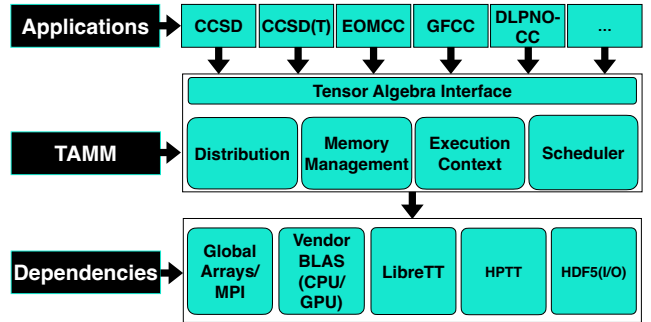 Applications
CCSD
CCSD(T)
EOMCC
GFCC
DLPNO-
CC
...
Tensor Algebra Interface
TAMM
Distribution
Memory
Management
Execution
Context
Scheduler
Dependencies
Global
Arrays/
MPI
Vendor
BLAS
(CPU/
GPU)
LibreTT
HPTT
HDF5(I/O)